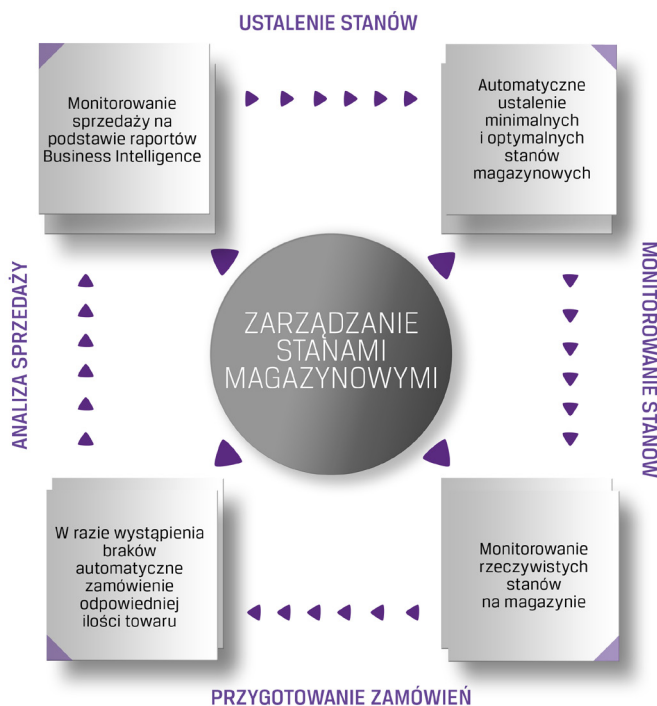 USTALENIE STANÓW
Monitorowanie
sprzedaży na
podstawie raportów
Business Intelligence
Automatyczne
ustalenie
minimalnych
i optymalnych
stanów
magazynowych
ANALIZA SPRZEDAŻY
ZARZĄDZANIE
STANAMI
MAGAZYNOWYMI
MONITOROWANIE STANÓW
W razie wystąpienia
braków
automatyczne
zamówienie
odpowiedniej
ilości towaru
Monitorowanie
rzeczywistych
stanów
na magazynie
PRZYGOTOWANIE ZAMÓWIEŃ